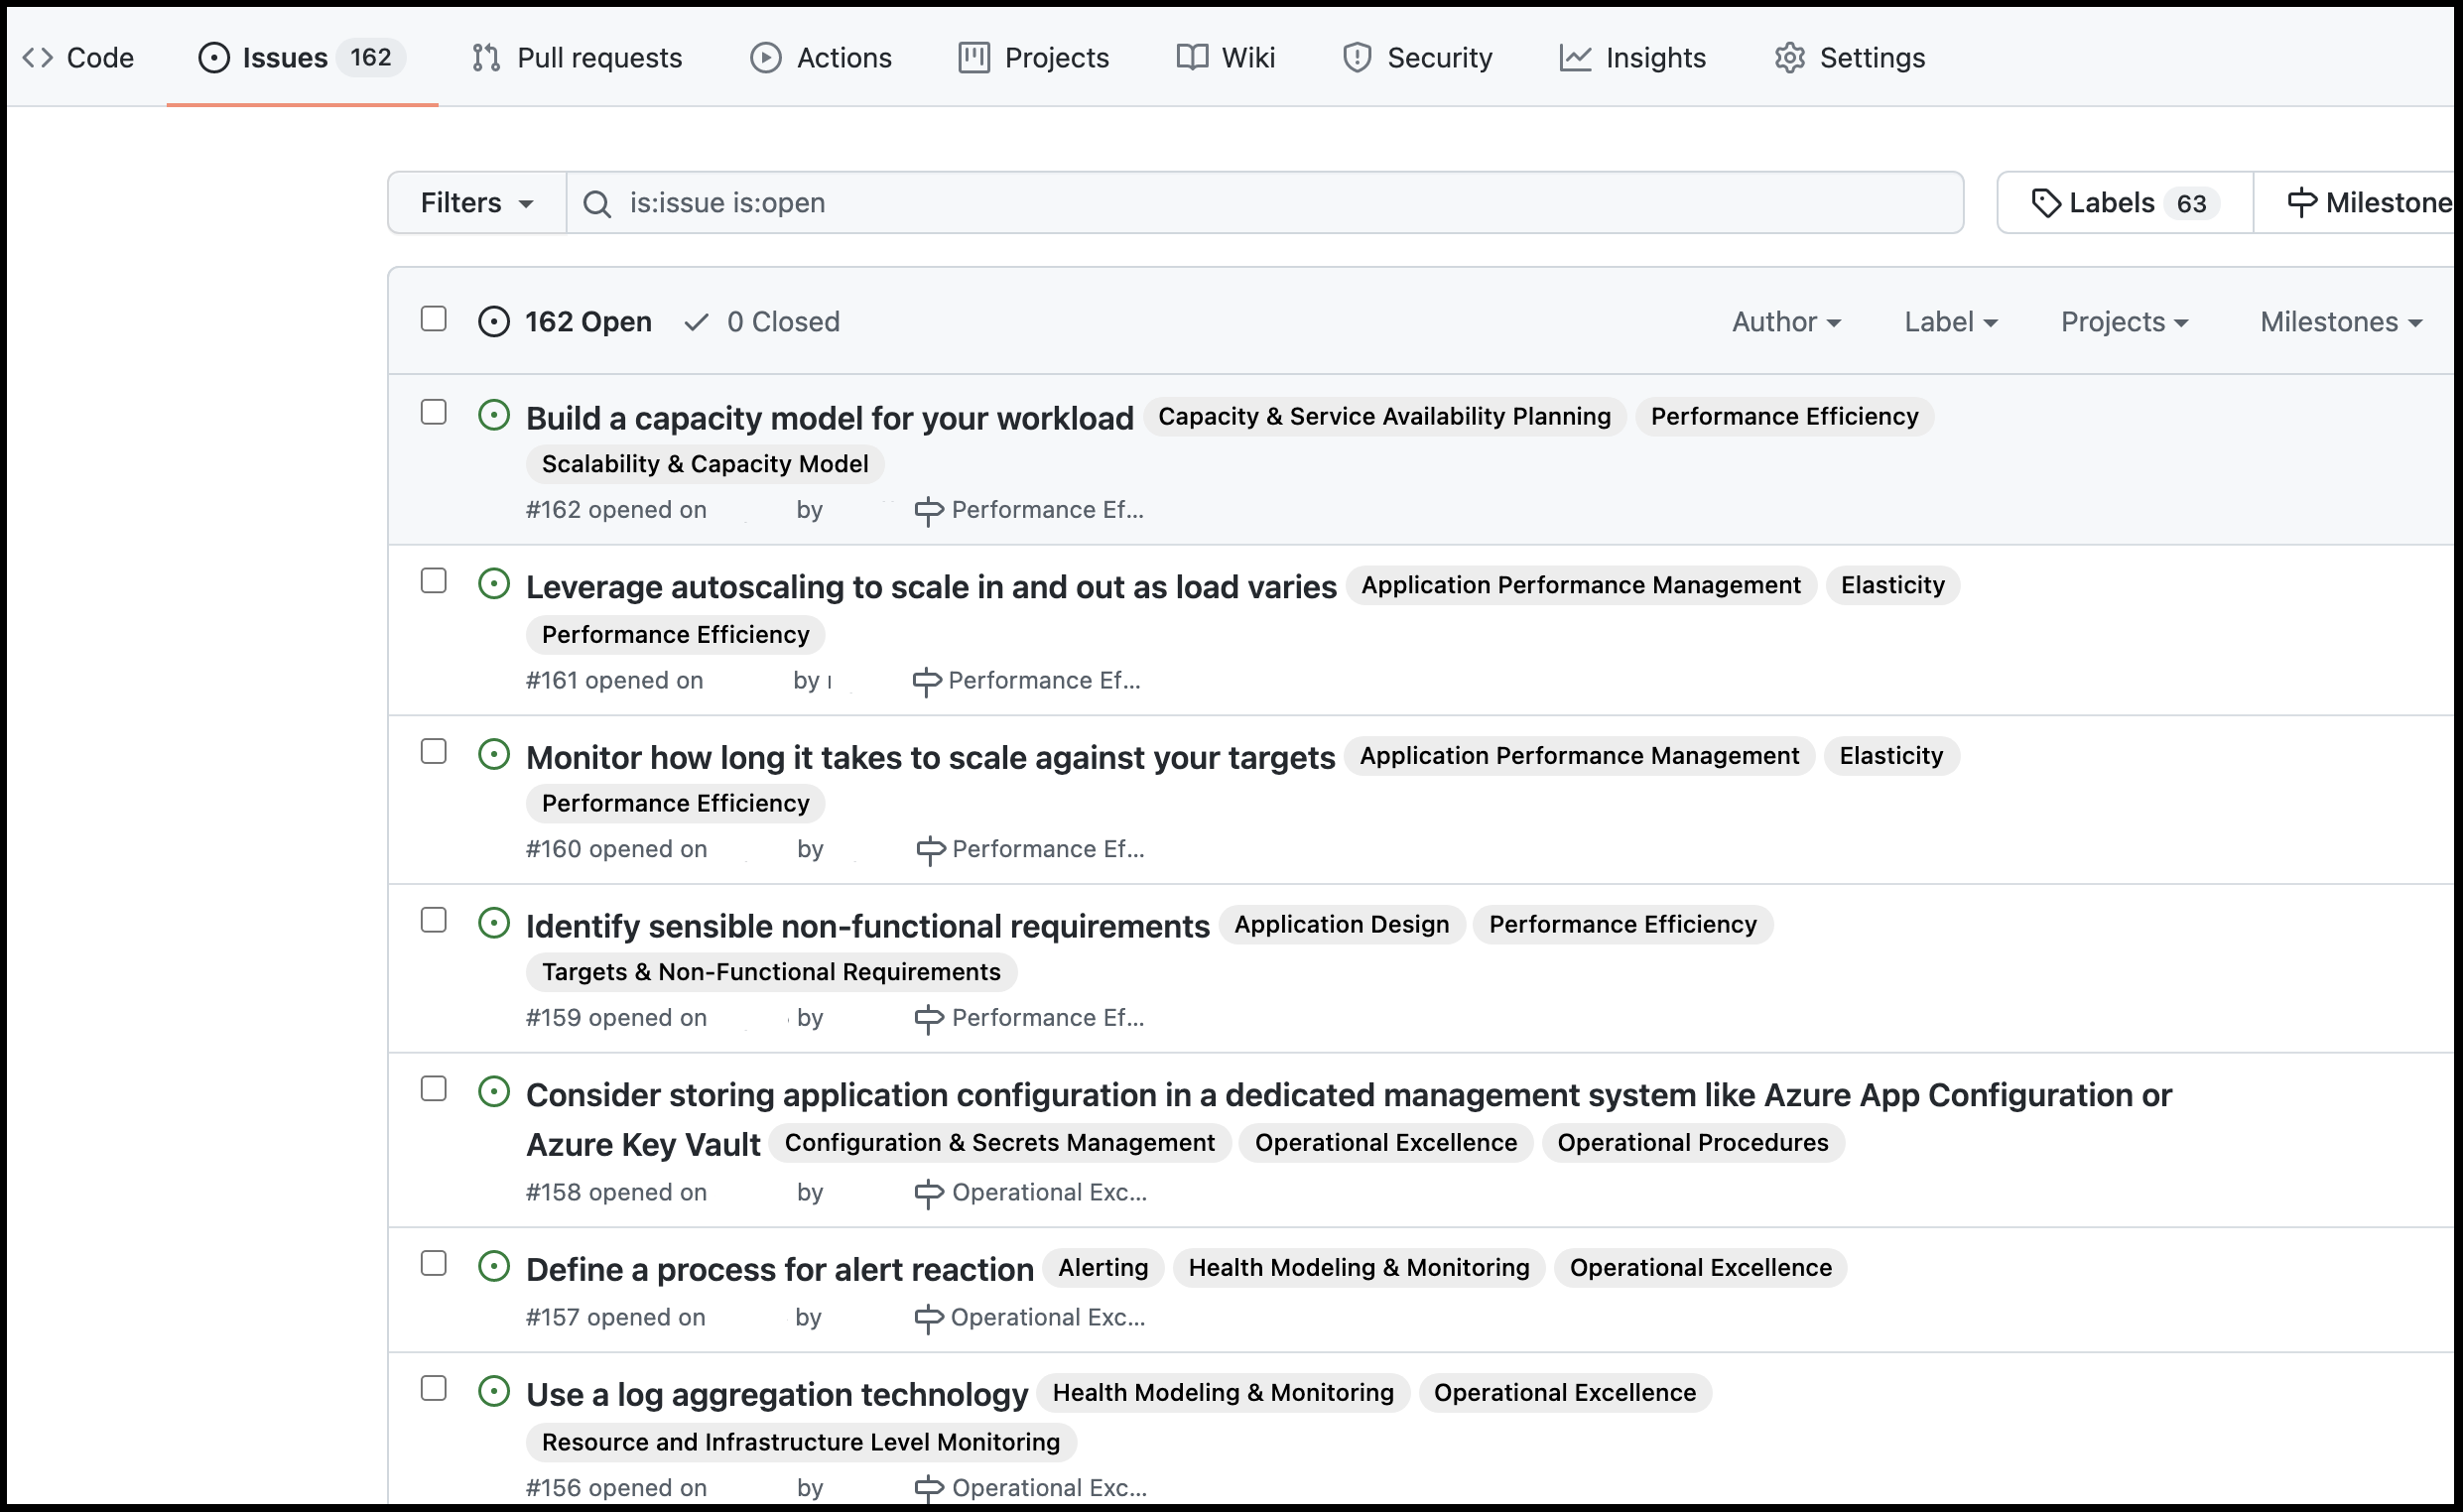 Code Issues 162 Pull requests Actions Projects Wiki Security Insights Settings
Filters is:issue is:open Labels 63 Milestone
162 Open 0 Closed Author Label Projects Milestones
Build a capacity model for your workload Capacity & Service Availability Planning Performance Efficiency
Scalability & Capacity Model
#162 opened on by Performance Ef...
Leverage autoscaling to scale in and out as load varies Application Performance Management Elasticity
Performance Efficiency
#161 opened on by Performance Ef...
Monitor how long it takes to scale against your targets Application Performance Management Elasticity
Performance Efficiency
#160 opened on by Performance Ef...
Identify sensible non-functional requirements Application Design Performance Efficiency
Targets & Non-Functional Requirements
#159 opened on by Performance Ef...
Consider storing application configuration in a dedicated management system like Azure App Configuration or
Azure Key Vault Configuration & Secrets Management Operational Excellence Operational Procedures
#158 opened on by Operational Exc...
Define a process for alert reaction Alerting Health Modeling & Monitoring Operational Excellence
#157 opened on by Operational Exc...
Use a log aggregation technology Health Modeling & Monitoring Operational Excellence
Resource and Infrastructure Level Monitoring
#156 opened on by Operational Exc...